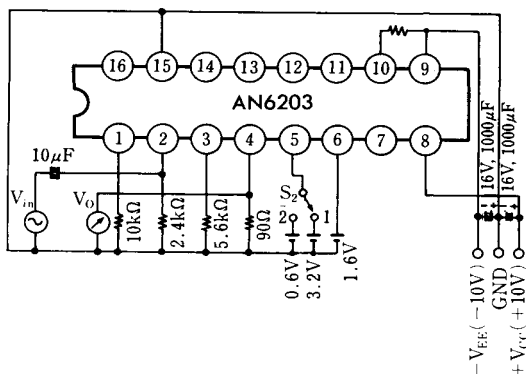 16 15 14 13 12 11 10 9
AN6203
1 2 3 4 5 6 7 8
10μF
Vin
VO
10kΩ
2.4kΩ
5.6kΩ
90Ω
S2
2 1
0.6V
3.2V
1.6V
16V, 1000μF
16V, 1000μF
- + - +
-VEE(-10V)
GND
+VCC(+10V)